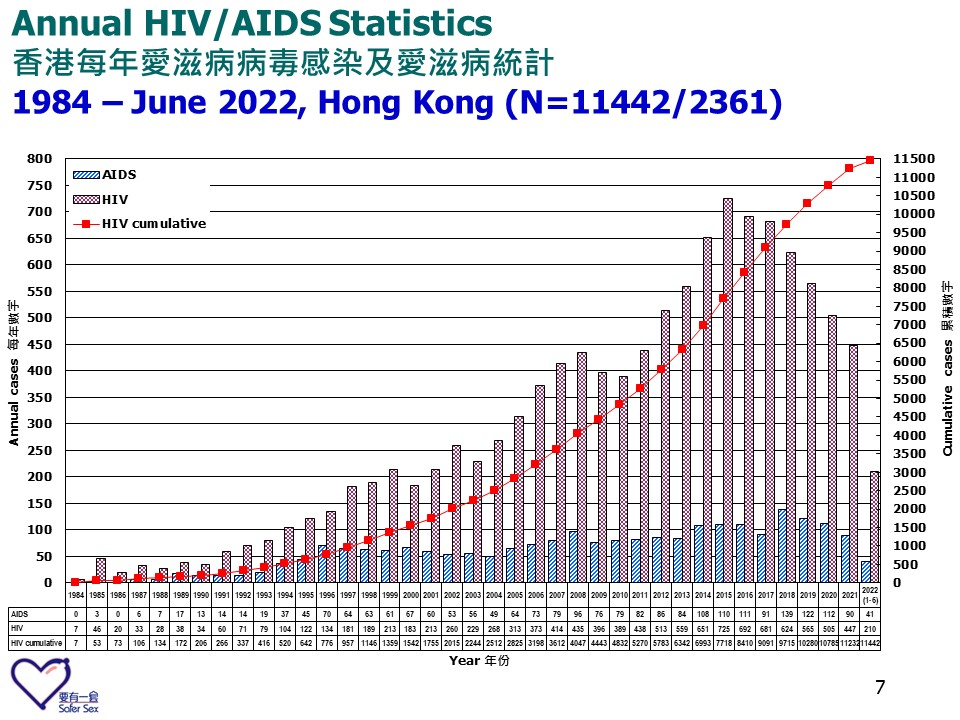 Annual HIV/AIDS Statistics
香港每年愛滋病病毒感染及愛滋病統計
1984 – June 2022, Hong Kong (N=11442/2361)
Annual cases 每年數字
800
750
700
650
600
550
500
450
400
350
300
250
200
150
100
50
0
AIDS
HIV
HIV cumulative
11500
11000
10500
10000
9500
9000
8500
8000
7500
7000
6500
6000
5500
5000
4500
4000
3500
3000
2500
2000
1500
1000
500
0
Cumulative cases 累積數字
1984 1985 1986 1987 1988 1989 1990 1991 1992 1993 1994 1995 1996 1997 1998 1999 2000 2001 2002 2003 2004 2005 2006 2007 2008 2009 2010 2011 2012 2013 2014 2015 2016 2017 2018 2019 2020 2021 2022
(1-6)
AIDS 0 3 0 6 7 17 13 14 14 19 37 45 70 64 63 61 67 60 53 56 49 64 73 79 96 76 79 82 86 84 108 110 111 91 139 122 112 90 41
HIV 7 46 20 33 28 38 34 60 71 79 104 122 134 181 189 213 183 213 260 229 268 313 373 414 435 396 389 438 513 559 651 725 692 681 624 565 505 447 210
HIV cumulative 7 53 73 106 134 172 206 266 337 416 520 642 776 957 1146 1359 1542 1755 2015 2244 2512 2825 3198 3612 4047 4443 4832 5270 5783 6342 6993 7718 8410 9091 9715 10280 10785 11232 11442
Year 年份
要有一套
Safer Sex
7